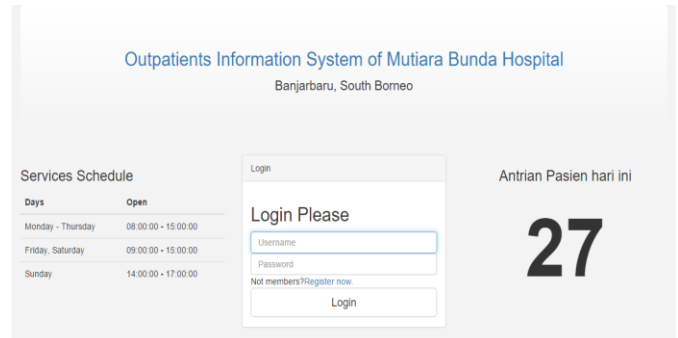 Outpatients Information System of Mutiara Bunda Hospital
Banjarbaru, South Borneo
Services Schedule
Days Open
Monday - Thursday 08:00:00 - 15:00:00
Friday, Saturday 09:00:00 - 15:00:00
Sunday 14:00:00 - 17:00:00
Login
Login Please
Username
Password
Not members?Register now.
Login
Antrian Pasien hari ini
27